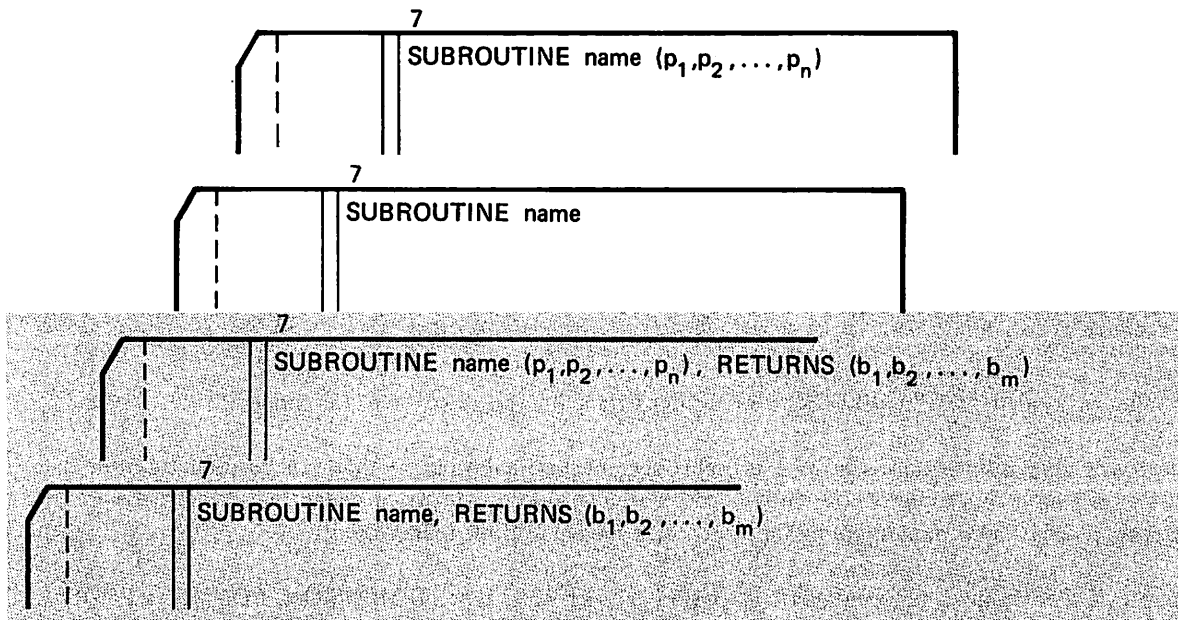 7
SUBROUTINE name (p₁,p₂,...,pₙ)
7
SUBROUTINE name
7
SUBROUTINE name (p₁,p₂,...,pₙ), RETURNS (b₁,b₂,...,bₘ)
7
SUBROUTINE name, RETURNS (b₁,b₂,...,bₘ)